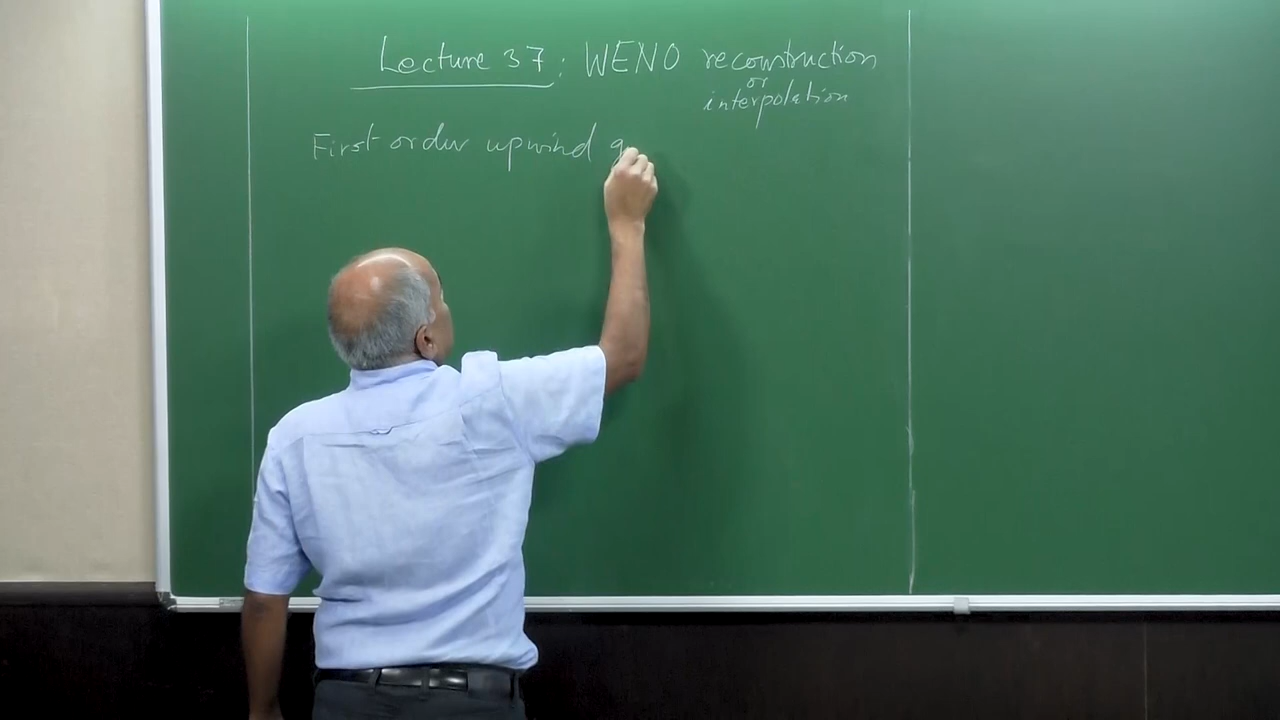 Lecture 37: WENO reconstruction
or
interpolation
First order upwind